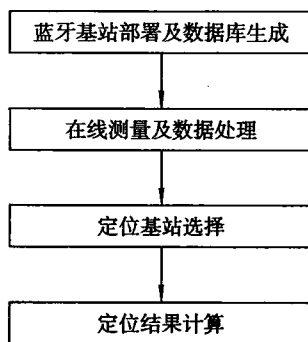 蓝牙基站部署及数据库生成
在线测量及数据处理
定位基站选择
定位结果计算